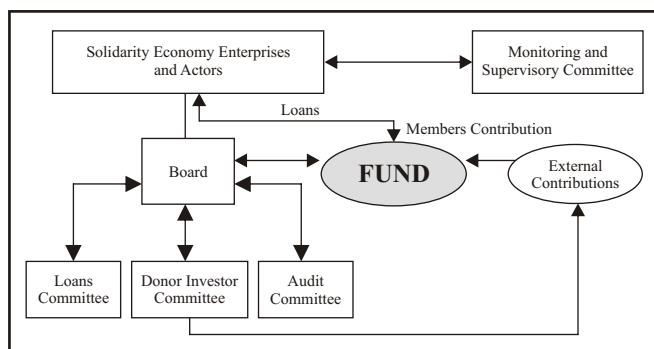 Solidarity Economy Enterprises
and Actors
Monitoring and
Supervisory Committee
Loans
Members Contribution
Board
FUND
External
Contributions
Loans
Committee
Donor Investor
Committee
Audit
Committee